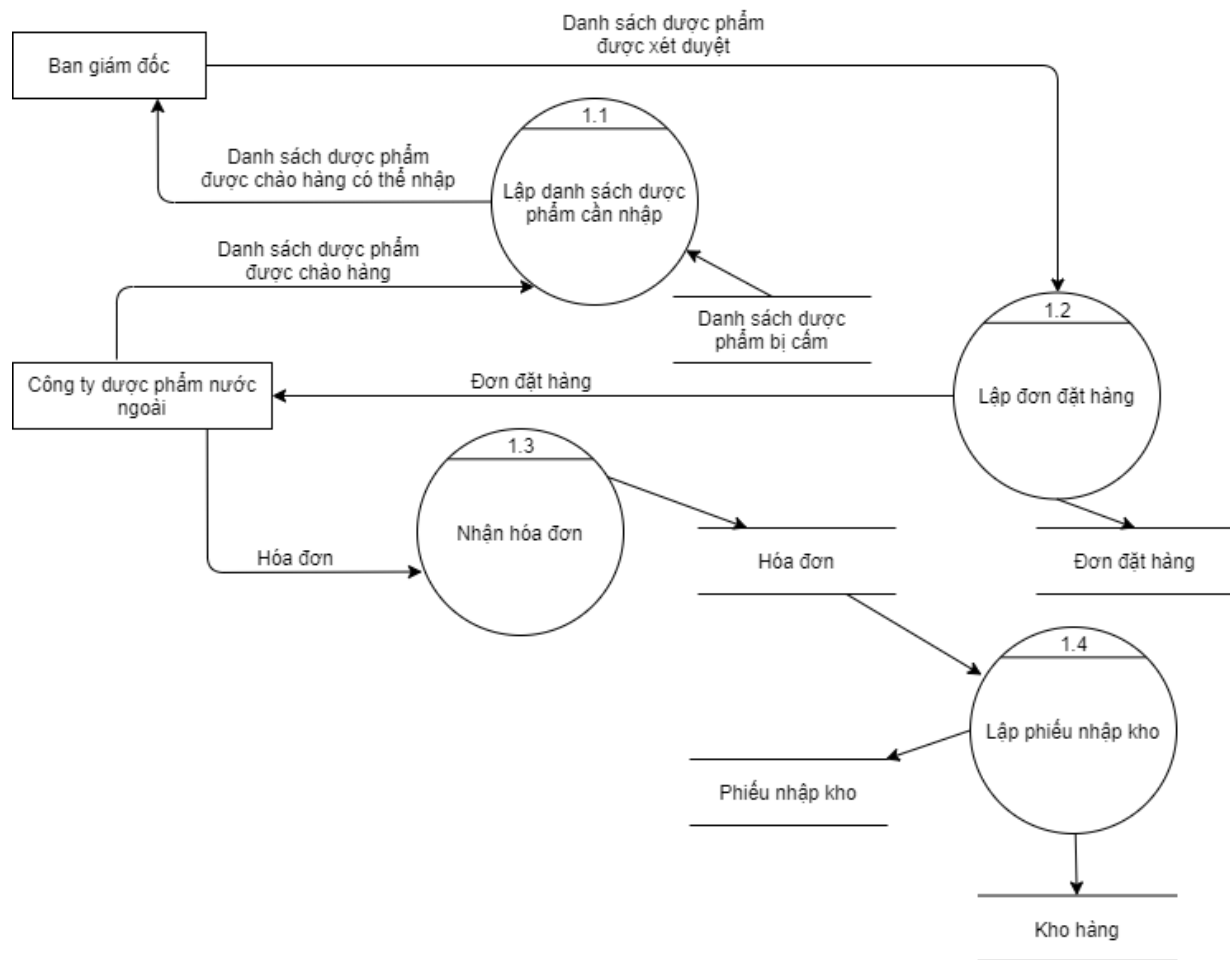 Danh sách dược phẩm
được xét duyệt
Ban giám đốc
1.1
Danh sách dược phẩm
được chào hàng có thể nhập
Lập danh sách dược
phẩm cần nhập
Danh sách dược phẩm
được chào hàng
1.2
Danh sách dược
phẩm bị cấm
Công ty dược phẩm nước
ngoài
Đơn đặt hàng
Lập đơn đặt hàng
1.3
Nhận hóa đơn
Hóa đơn
Hóa đơn
Đơn đặt hàng
1.4
Lập phiếu nhập kho
Phiếu nhập kho
Kho hàng